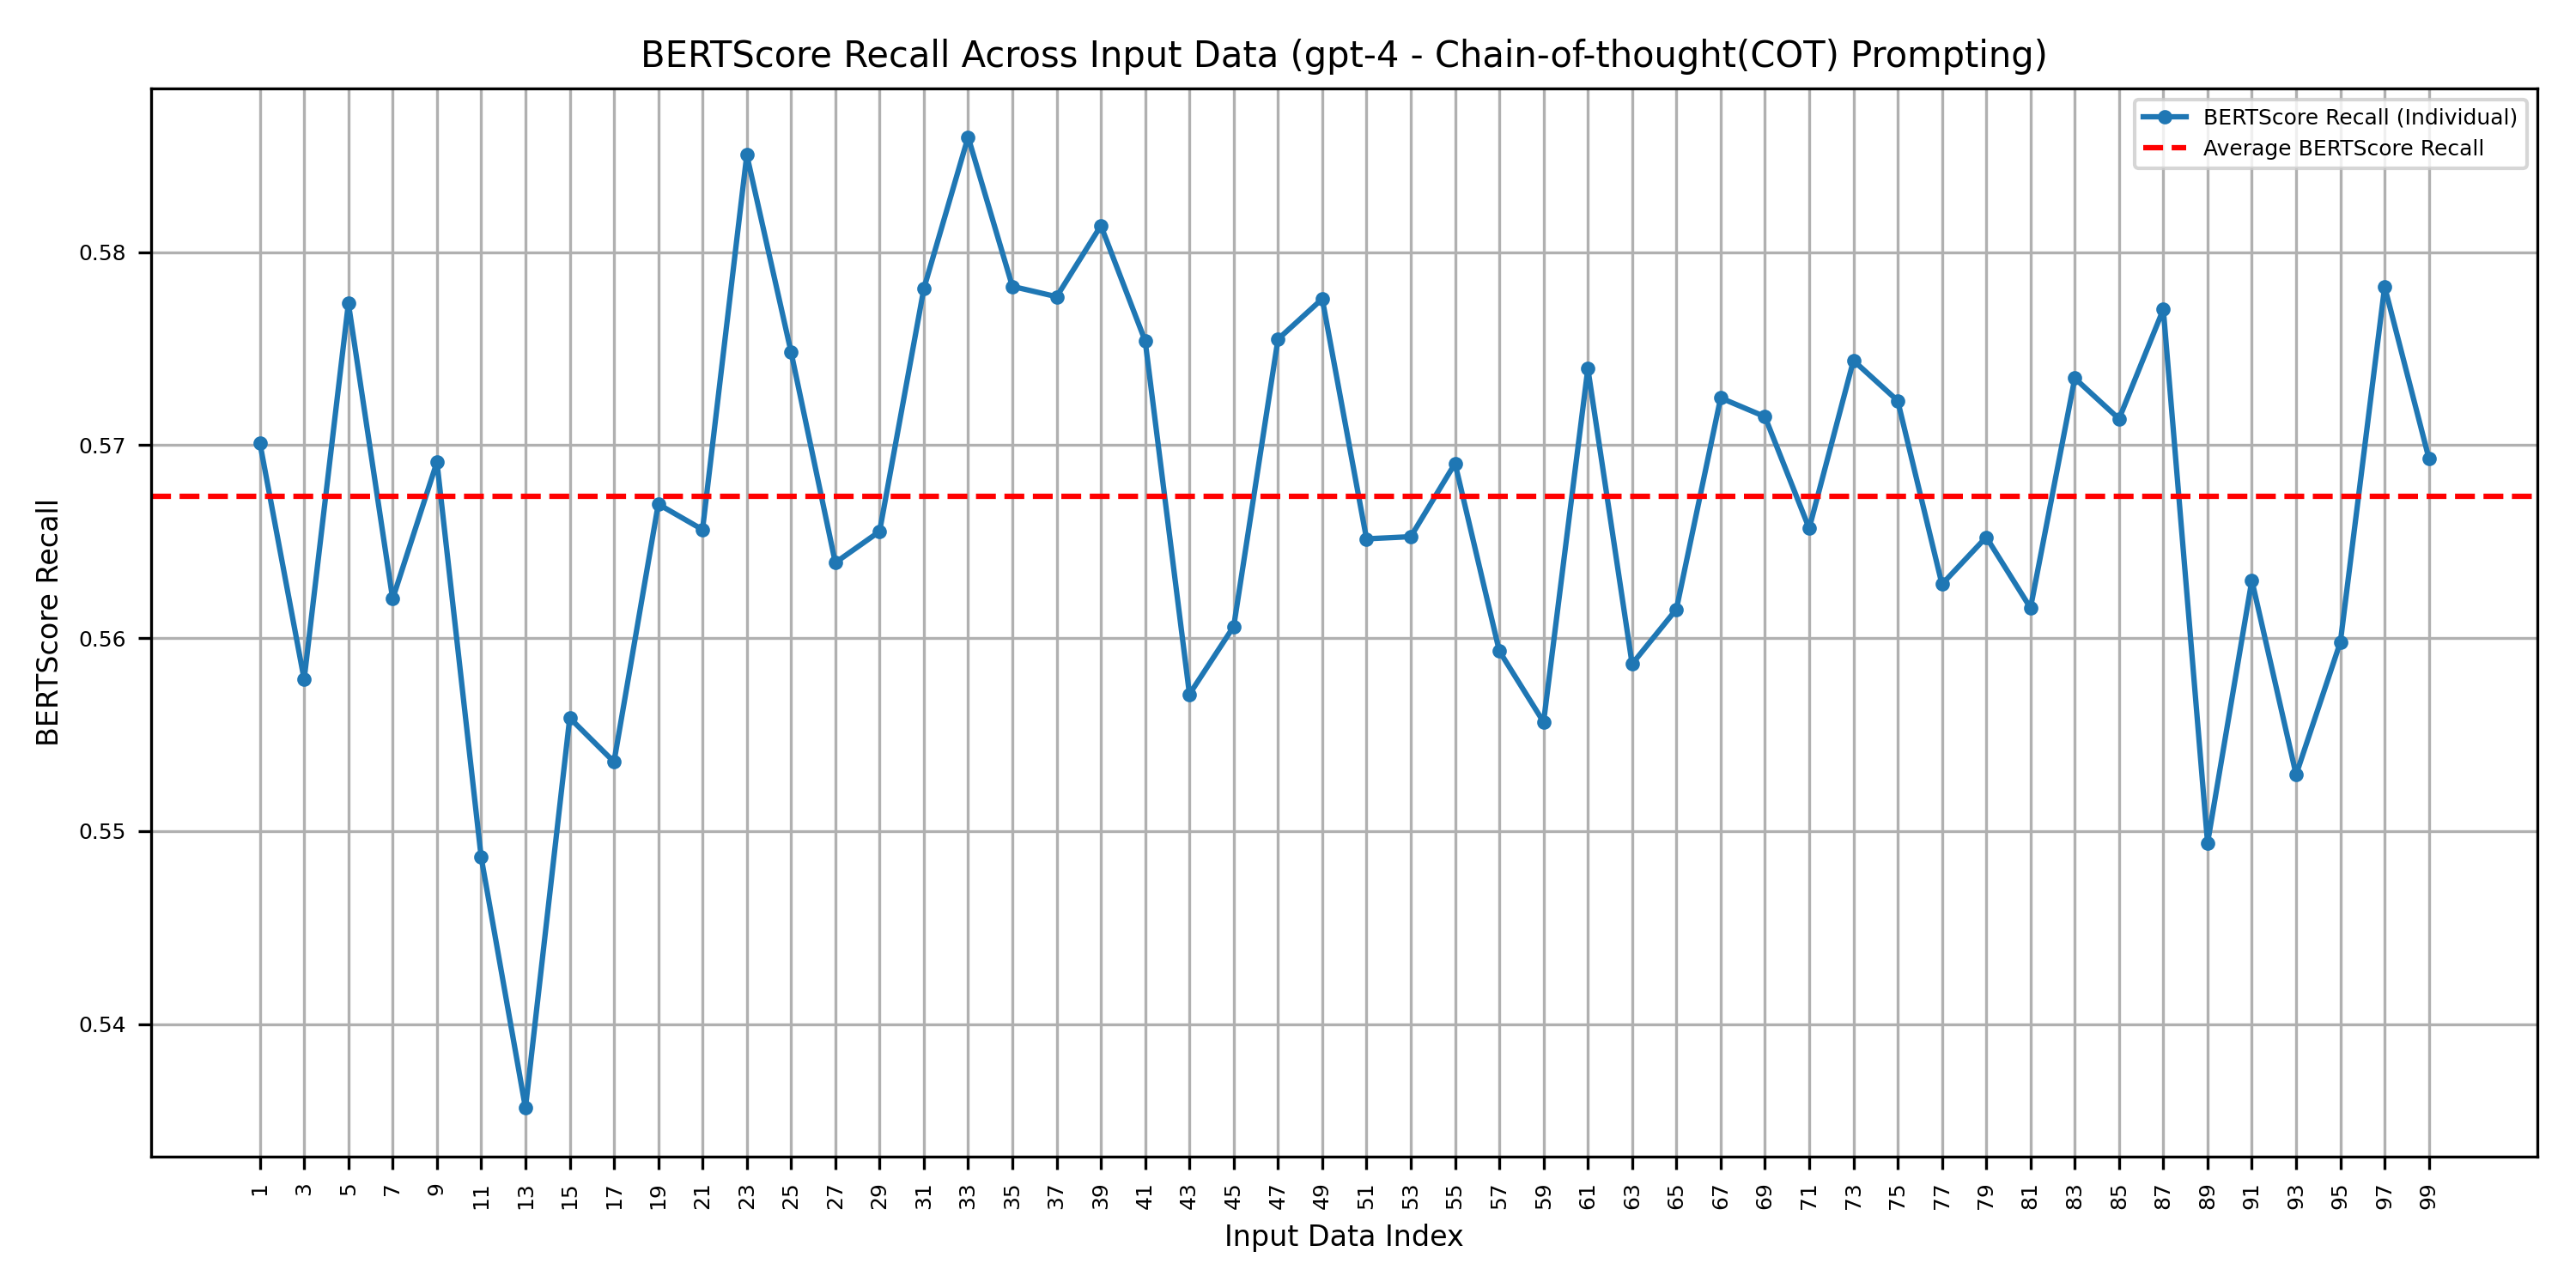 BERTScore Recall Across Input Data (gpt-4 - Chain-of-thought(COT) Prompting)
BERTScore Recall (Individual)
Average BERTScore Recall
BERTScore Recall
0.58
0.57
0.56
0.55
0.54
1 3 5 7 9 11 13 15 17 19 21 23 25 27 29 31 33 35 37 39 41 43 45 47 49 51 53 55 57 59 61 63 65 67 69 71 73 75 77 79 81 83 85 87 89 91 93 95 97 99
Input Data Index